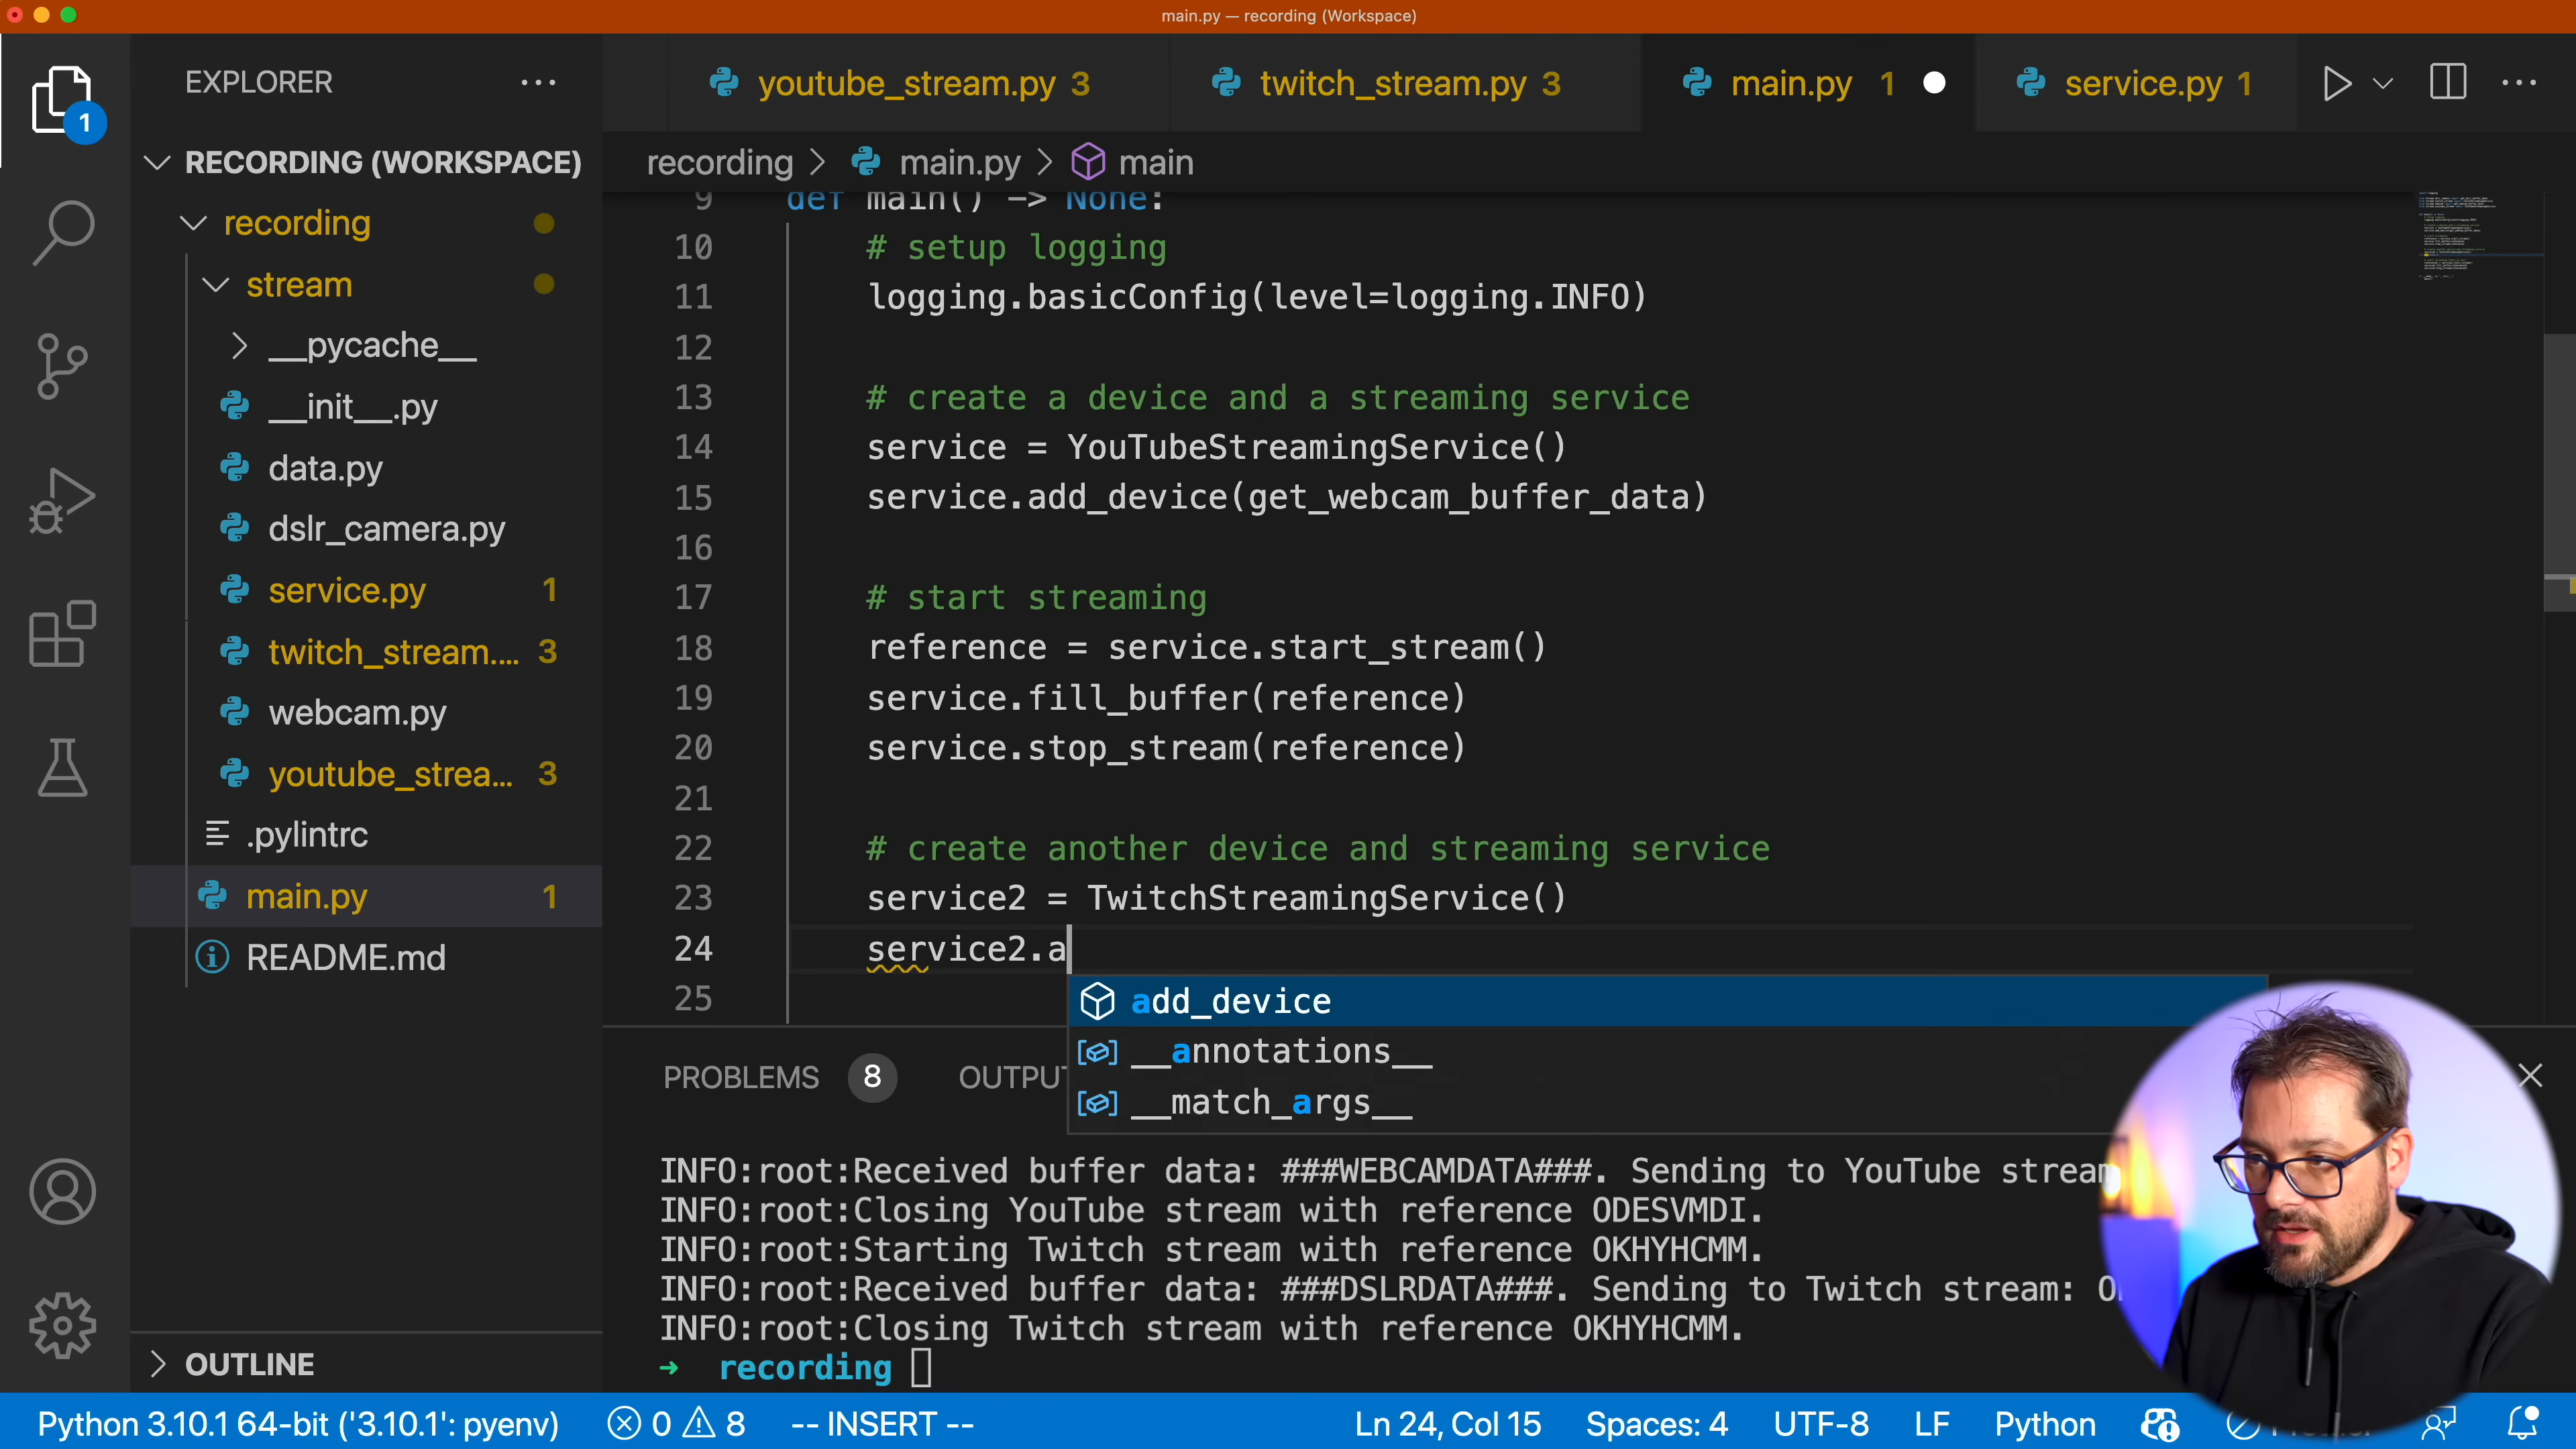 main.py — recording (Workspace)
EXPLORER
youtube_stream.py 3
twitch_stream.py 3
main.py 1
service.py 1
1
RECORDING (WORKSPACE)
recording > main.py > main
recording
stream
__pycache__
__init__.py
data.py
dslr_camera.py
service.py 1
twitch_stream.... 3
webcam.py
youtube_strea... 3
.pylintrc
main.py 1
README.md
OUTLINE
9 def main() -> None:
10 # setup logging
11 logging.basicConfig(level=logging.INFO)
12
13 # create a device and a streaming service
14 service = YouTubeStreamingService()
15 service.add_device(get_webcam_buffer_data)
16
17 # start streaming
18 reference = service.start_stream()
19 service.fill_buffer(reference)
20 service.stop_stream(reference)
21
22 # create another device and streaming service
23 service2 = TwitchStreamingService()
24 service2.a
25
add_device
__annotations__
__match_args__
PROBLEMS 8 OUTPUT
INFO:root:Received buffer data: ###WEBCAMDATA###. Sending to YouTube stream
INFO:root:Closing YouTube stream with reference ODESVMDI.
INFO:root:Starting Twitch stream with reference OKHYHCMM.
INFO:root:Received buffer data: ###DSLRDATA###. Sending to Twitch stream:
INFO:root:Closing Twitch stream with reference OKHYHCMM.
→ recording
Python 3.10.1 64-bit ('3.10.1': pyenv) 0 8 -- INSERT -- Ln 24, Col 15 Spaces: 4 UTF-8 LF Python